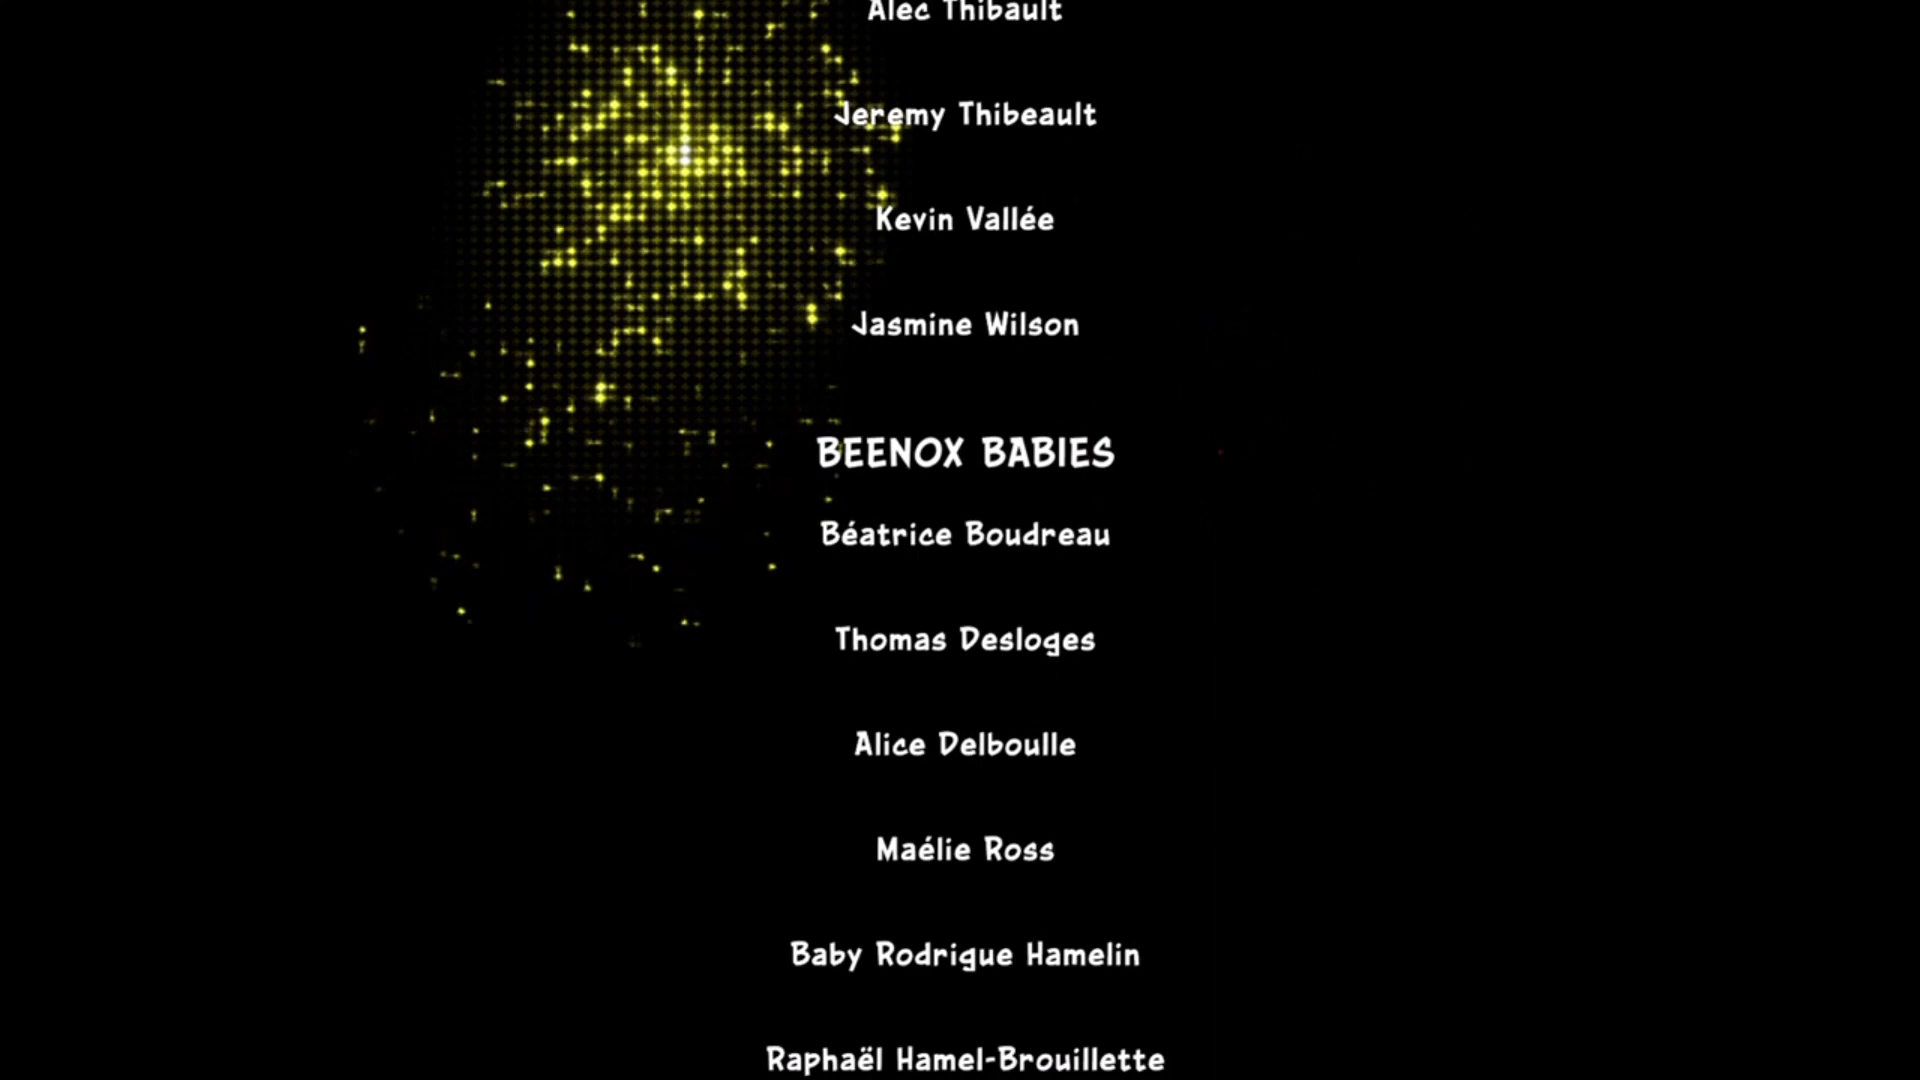 Alec Thibault
Jeremy Thibeault
Kevin Vallée
Jasmine Wilson
BEENOX BABIES
Béatrice Boudreau
Thomas Desloges
Alice Delboulle
Maélie Ross
Baby Rodrigue Hamelin
Raphaël Hamel-Brouillette